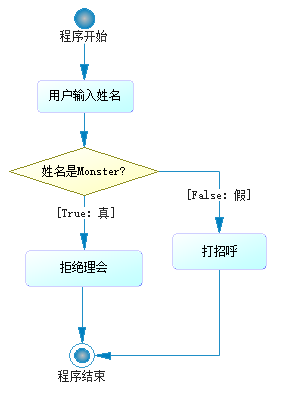 程序开始
用户输入姓名
姓名是Monster?
[True: 真]
[False: 假]
拒绝理会
打招呼
程序结束